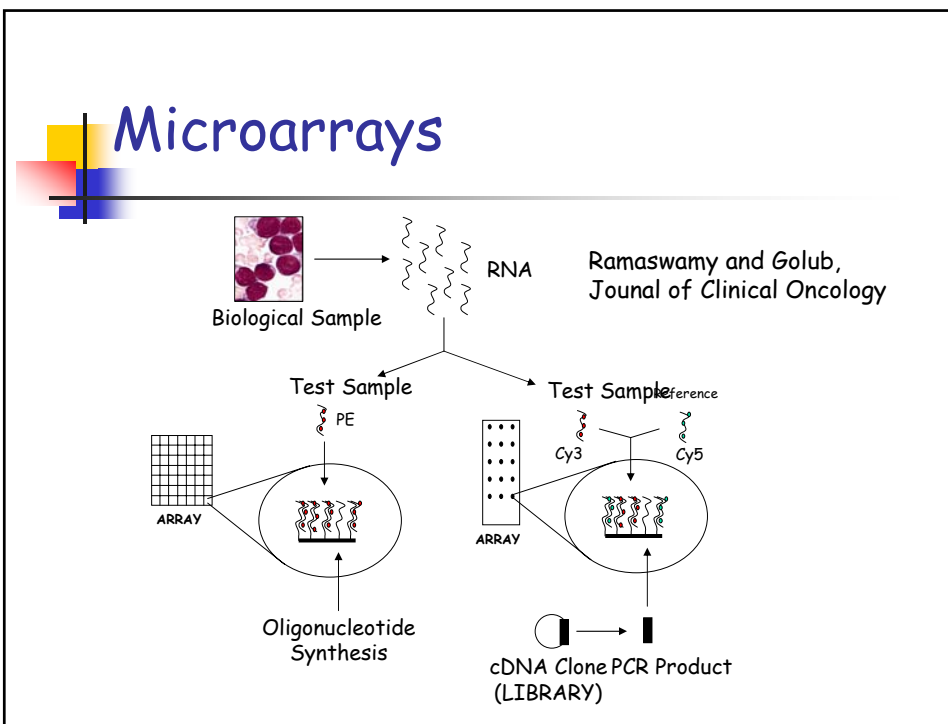 Microarrays
RNA
Ramaswamy and Golub,
Jounal of Clinical Oncology
Biological Sample
Test Sample
PE
ARRAY
Oligonucleotide
Synthesis
Test Sample
Reference
Cy3
Cy5
ARRAY
cDNA Clone
(LIBRARY)
PCR Product